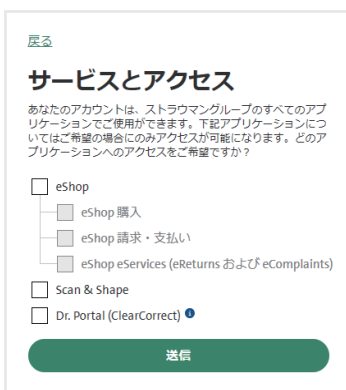 戻る
サービスとアクセス
あなたのアカウントは、ストラウマングループのすべてのアプ
リケーションでご使用ができます。下記アプリケーションにつ
いてはご希望の場合にのみアクセスが可能になります。どのア
プリケーションへのアクセスをご希望ですか？
eShop
eShop 購入
eShop 請求・支払い
eShop eServices (eReturns および eComplaints)
Scan & Shape
Dr. Portal (ClearCorrect) i
送信